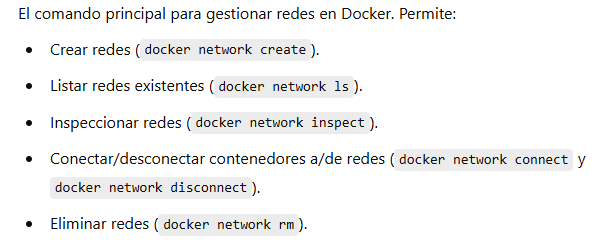 El comando principal para gestionar redes en Docker. Permite:
• Crear redes ( docker network create ).
• Listar redes existentes ( docker network ls ).
• Inspeccionar redes ( docker network inspect ).
• Conectar/desconectar contenedores a/de redes ( docker network connect y
docker network disconnect ).
• Eliminar redes ( docker network rm ).